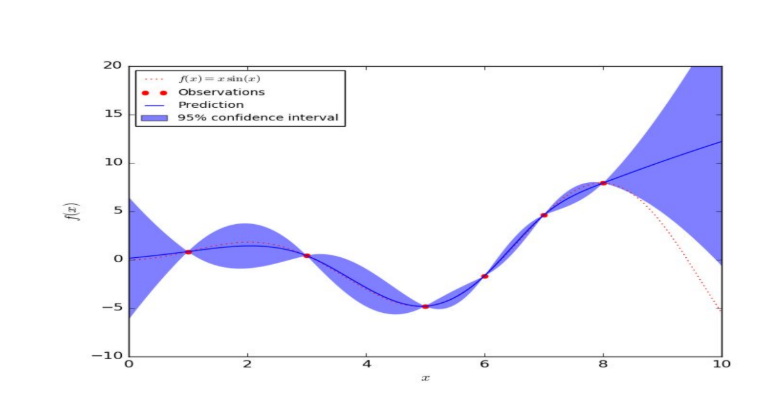 20
15
10
5
0
−5
−10
f(x)
f(x) = x sin(x)
Observations
Prediction
95% confidence interval
0 2 4 6 8 10
x